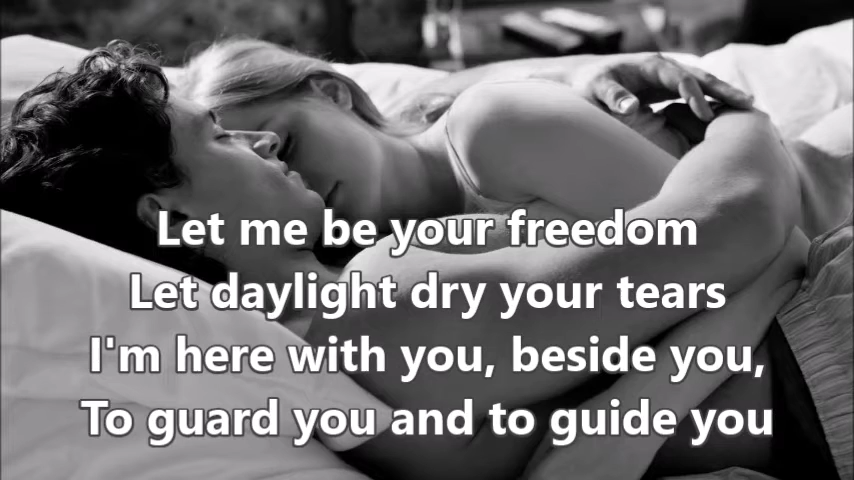 Let me be your freedom
Let daylight dry your tears
I'm here with you, beside you,
To guard you and to guide you